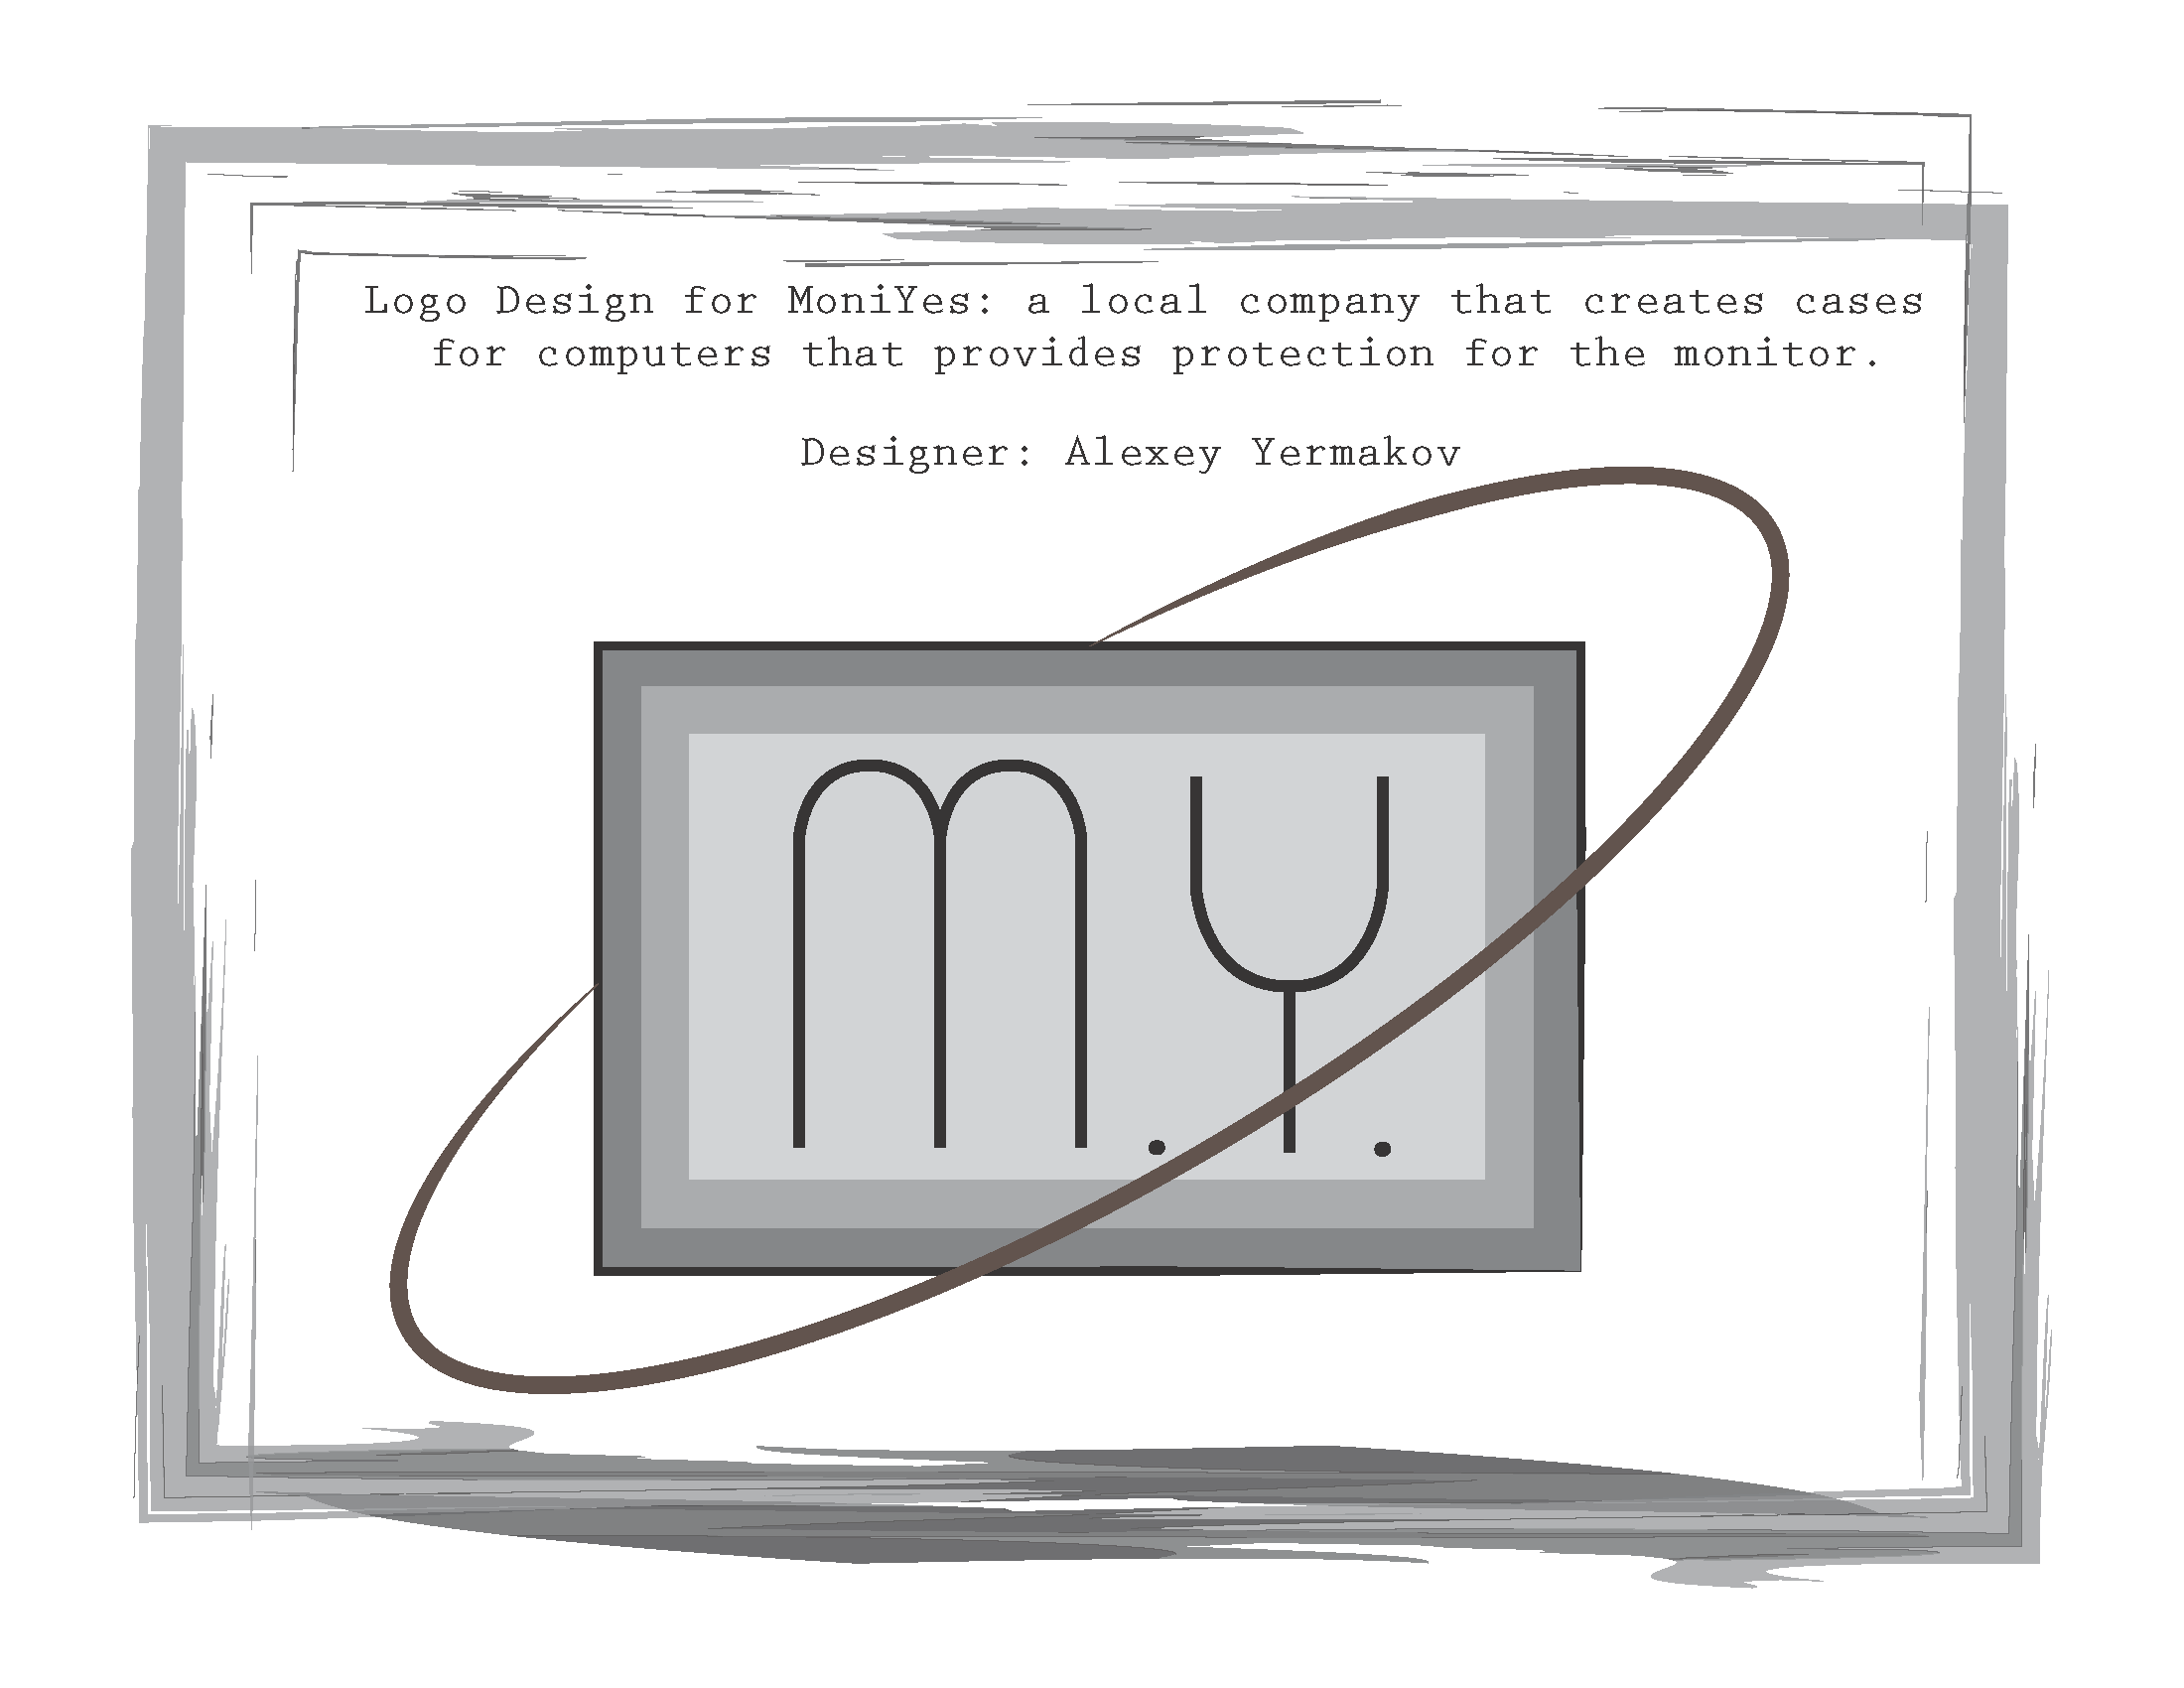 Logo Design for MoniYes: a local company that creates cases
for computers that provides protection for the monitor.
Designer: Alexey Yermakov
m.y.